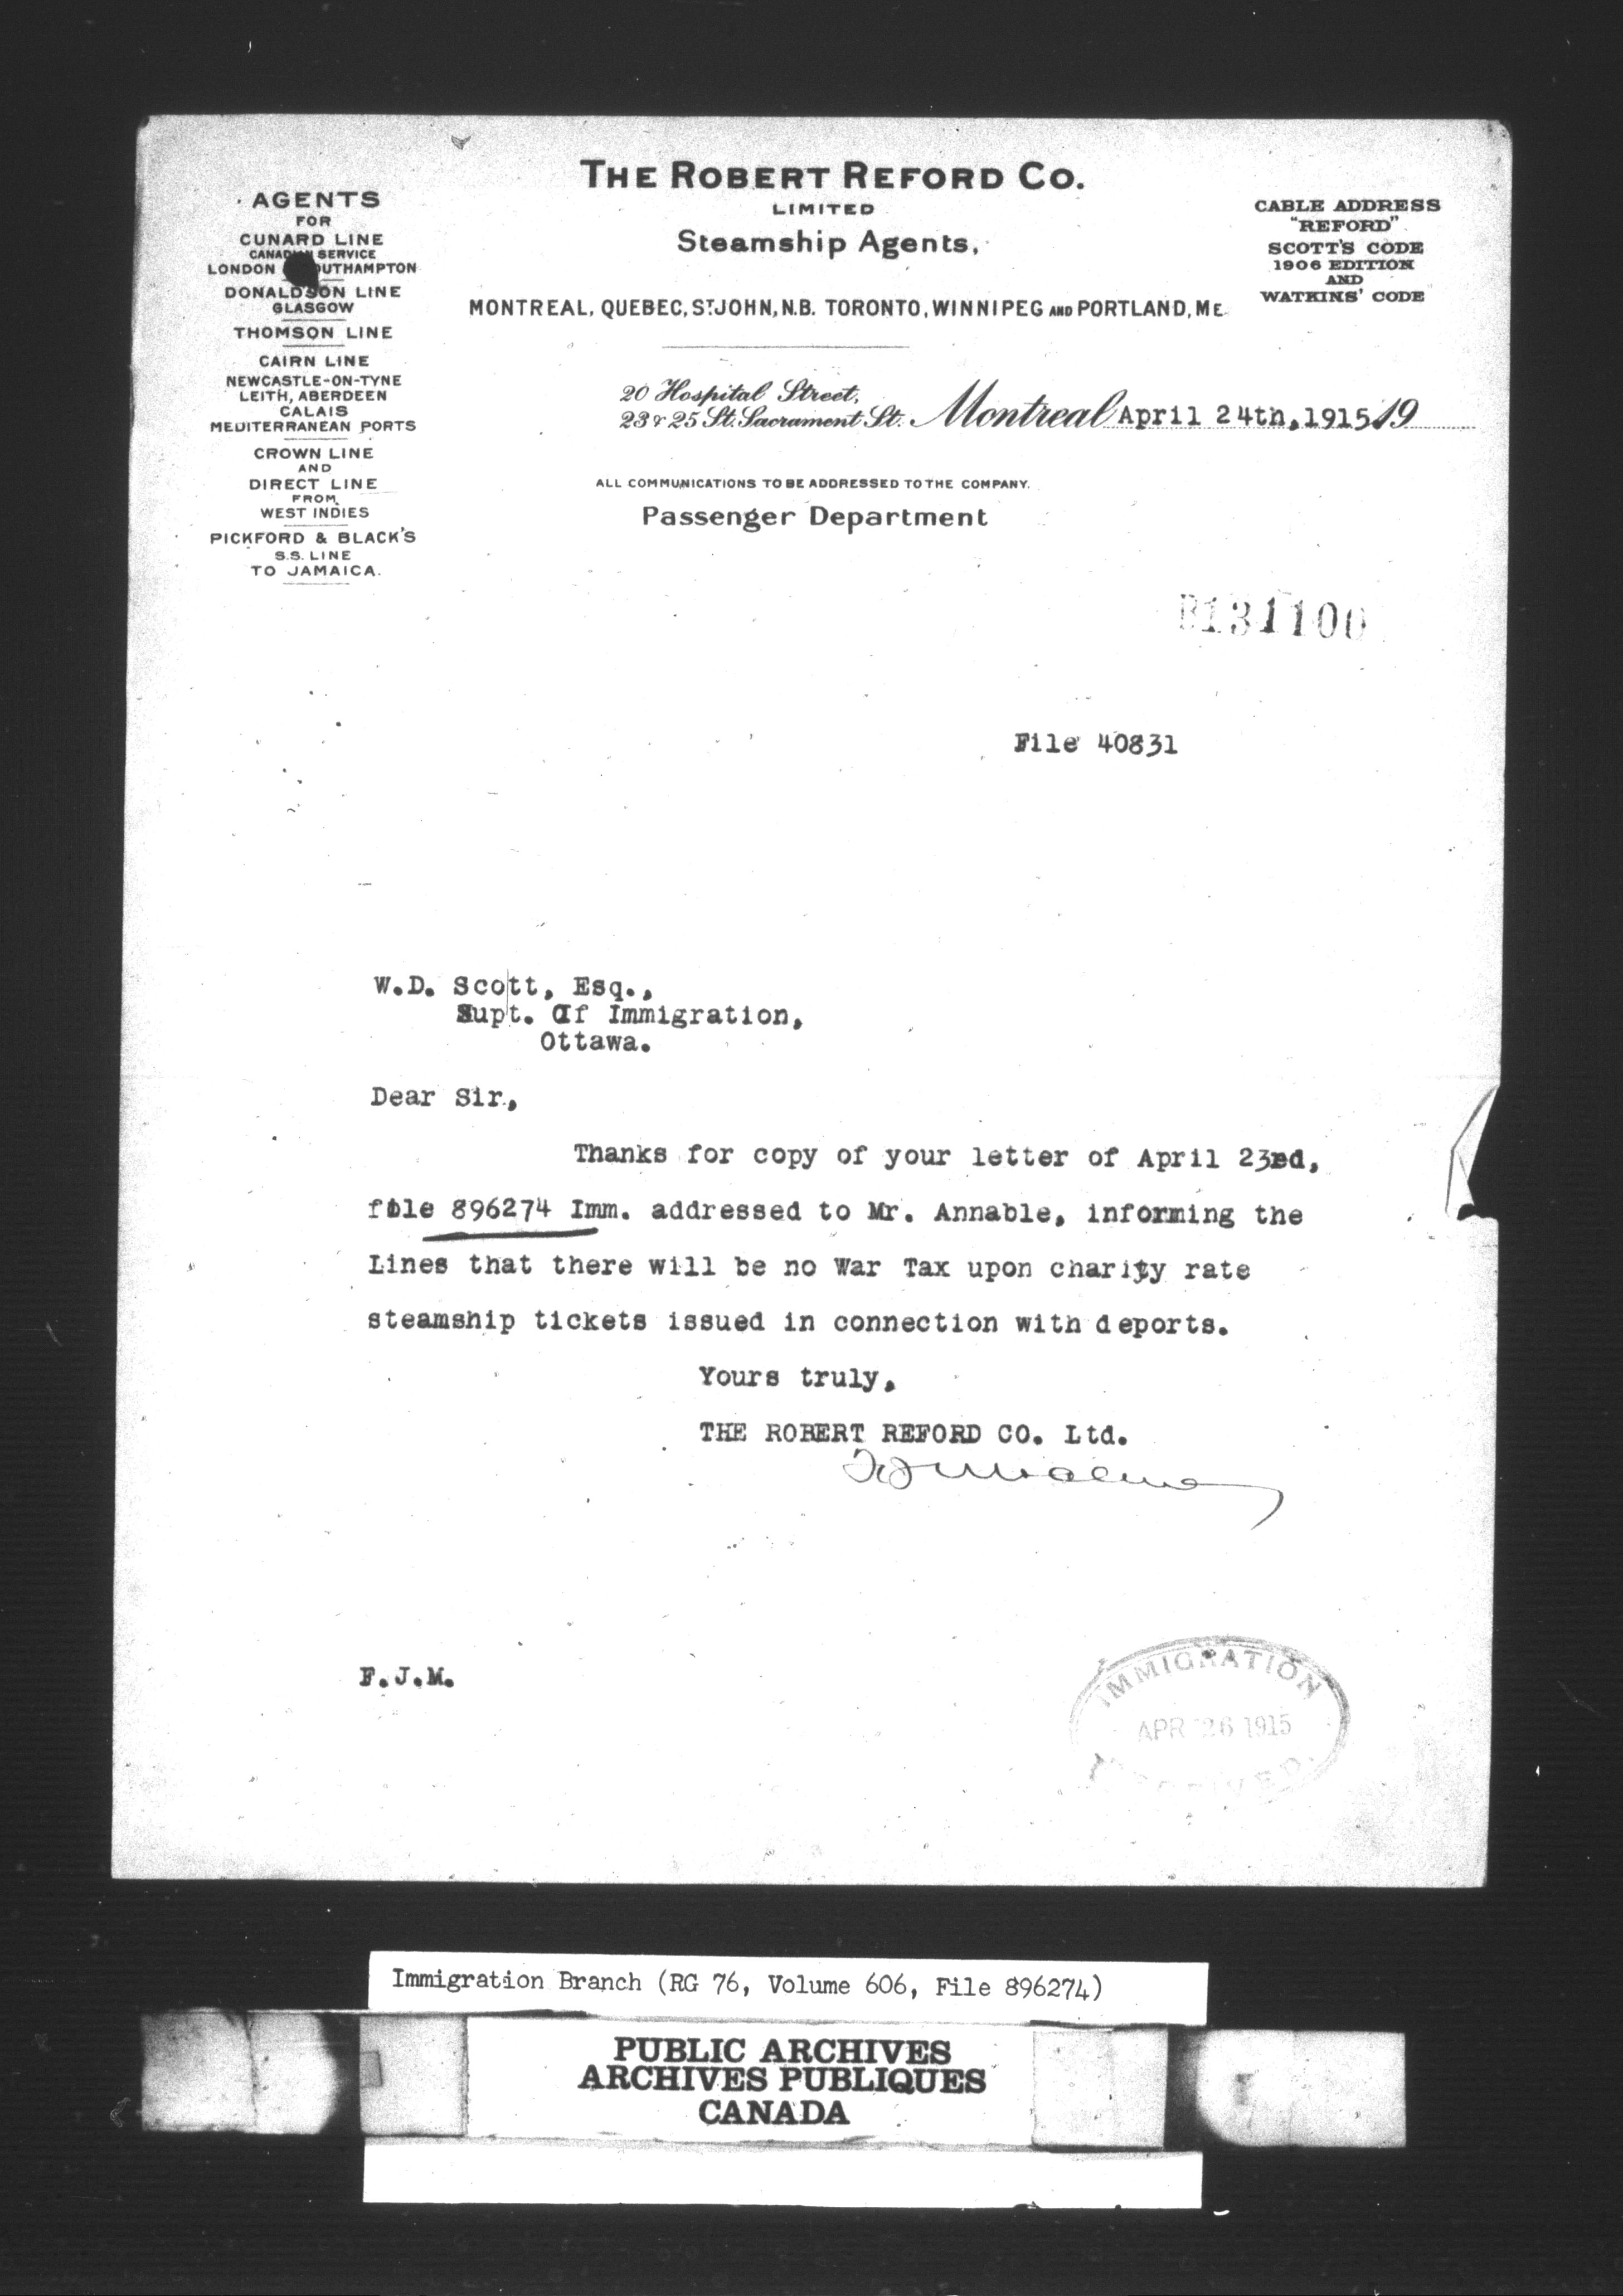 THE ROBERT REFORD CO.
LIMITED
Steamship Agents,
MONTREAL, QUEBEC, ST. JOHN, N.B. TORONTO, WINNIPEG AND PORTLAND, ME.
AGENTS
FOR
CUNARD LINE
CANADIAN SERVICE
LONDON SOUTHAMPTON
DONALDSON LINE
GLASGOW
THOMSON LINE
CAIRN LINE
NEWCASTLE-ON-TYNE
LEITH, ABERDEEN
CALAIS
MEDITERRANEAN PORTS
CROWN LINE
AND
DIRECT LINE
FROM
WEST INDIES
PICKFORD & BLACK'S
S.S. LINE
TO JAMAICA.
CABLE ADDRESS
"REFORD"
SCOTT'S CODE
1906 EDITION
AND
WATKINS' CODE
20 Hospital Street,
23 & 25 St. Sacrament St. Montreal April 24th, 1915 19
ALL COMMUNICATIONS TO BE ADDRESSED TO THE COMPANY.
Passenger Department
B131100
File 40831
W.D. Scott, Esq.,
Supt. Of Immigration,
Ottawa.
Dear Sir,
Thanks for copy of your letter of April 23rd,
file 896274 Imm. addressed to Mr. Annable, informing the
Lines that there will be no War Tax upon charity rate
steamship tickets issued in connection with deports.
Yours truly,
THE ROBERT REFORD CO. Ltd.
F.J.M.
IMMIGRATION
APR 26 1915
RECEIVED.
Immigration Branch (RG 76, Volume 606, File 896274)
PUBLIC ARCHIVES
ARCHIVES PUBLIQUES
CANADA